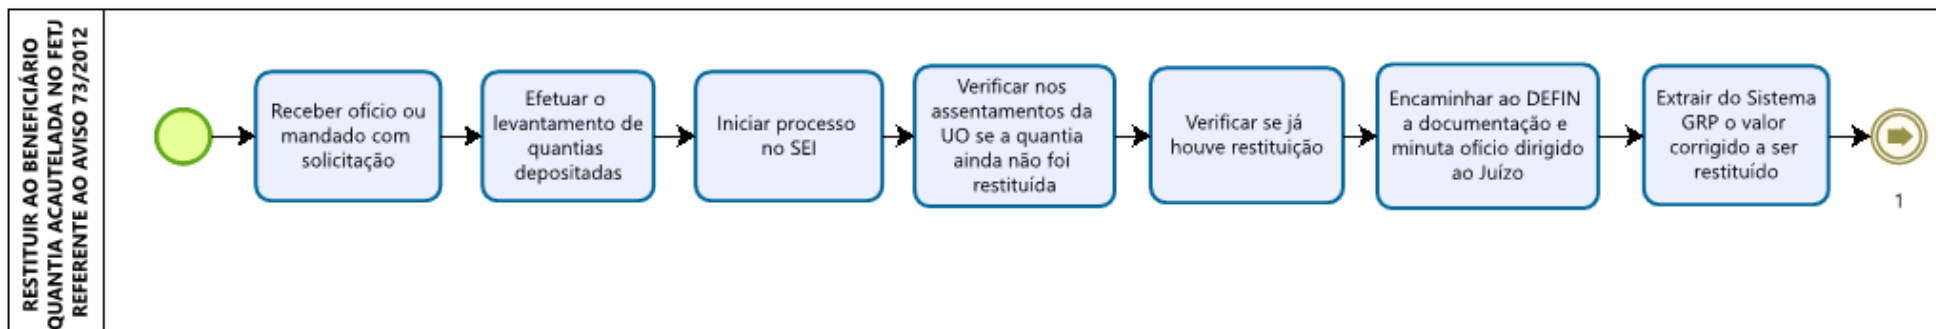 RESTITUIR AO BENEFICIÁRIO
QUANTIA ACAUTELADA NO FETJ
REFERENTE AO AVISO 73/2012
Receber ofício ou
mandado com
solicitação
Efetuar o
levantamento de
quantias
depositadas
Iniciar processo
no SEI
Verificar nos
assentamentos da
UO se a quantia
ainda não foi
restituída
Verificar se já
houve restituição
Encaminhar ao DEFIN
a documentação e
minuta ofício dirigido
ao Juízo
Extrair do Sistema
GRP o valor
corrigido a ser
restituído
1